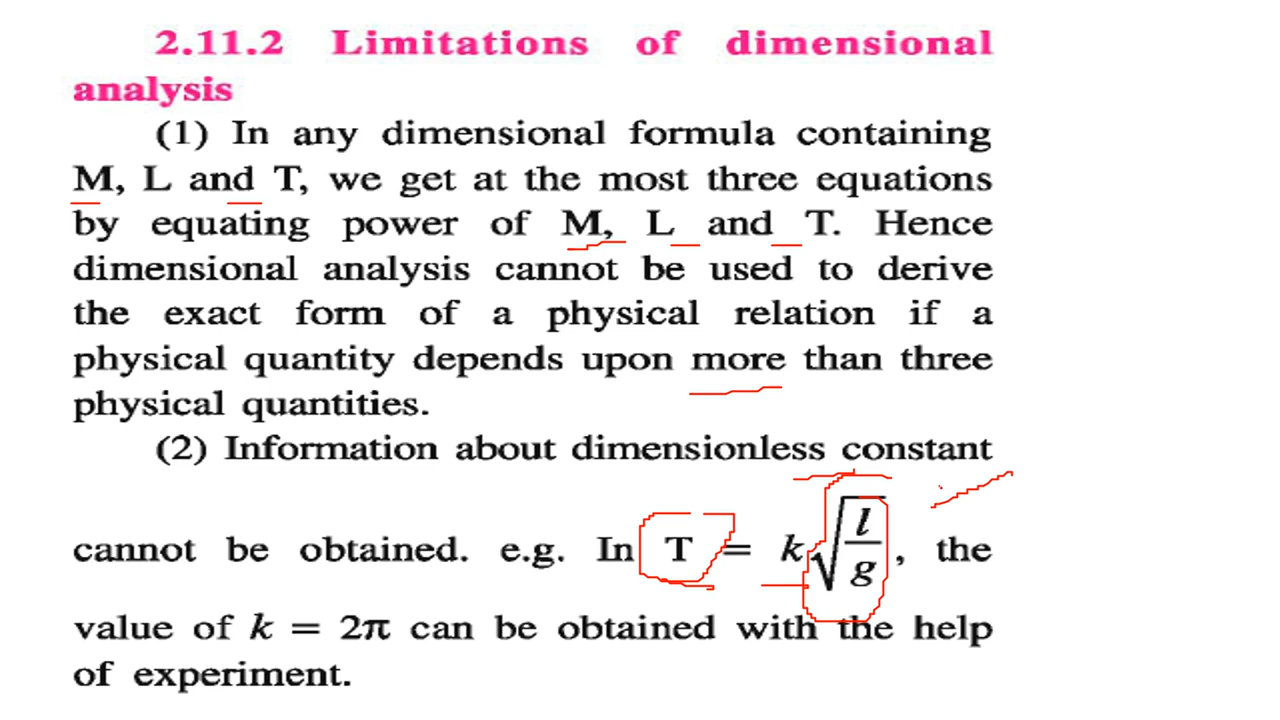 2.11.2 Limitations of dimensional
analysis
(1) In any dimensional formula containing
M, L and T, we get at the most three equations
by equating power of M, L and T. Hence
dimensional analysis cannot be used to derive
the exact form of a physical relation if a
physical quantity depends upon more than three
physical quantities.
(2) Information about dimensionless constant
cannot be obtained. e.g. In T = k√(l/g), the
value of k = 2π can be obtained with the help
of experiment.